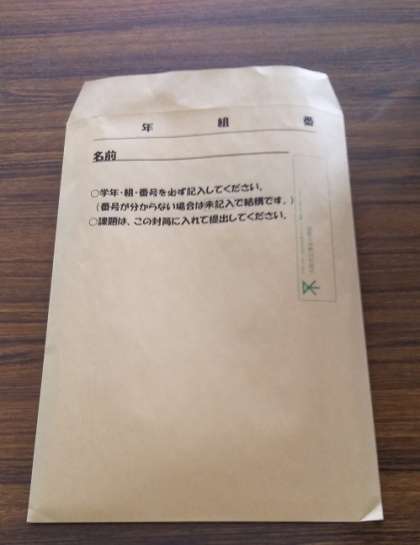 年 組 番
名前
○学年・組・番号を必ず記入してください。
(番号が分からない場合は未記入で結構です。)
○課題は、この封筒に入れて提出してください。